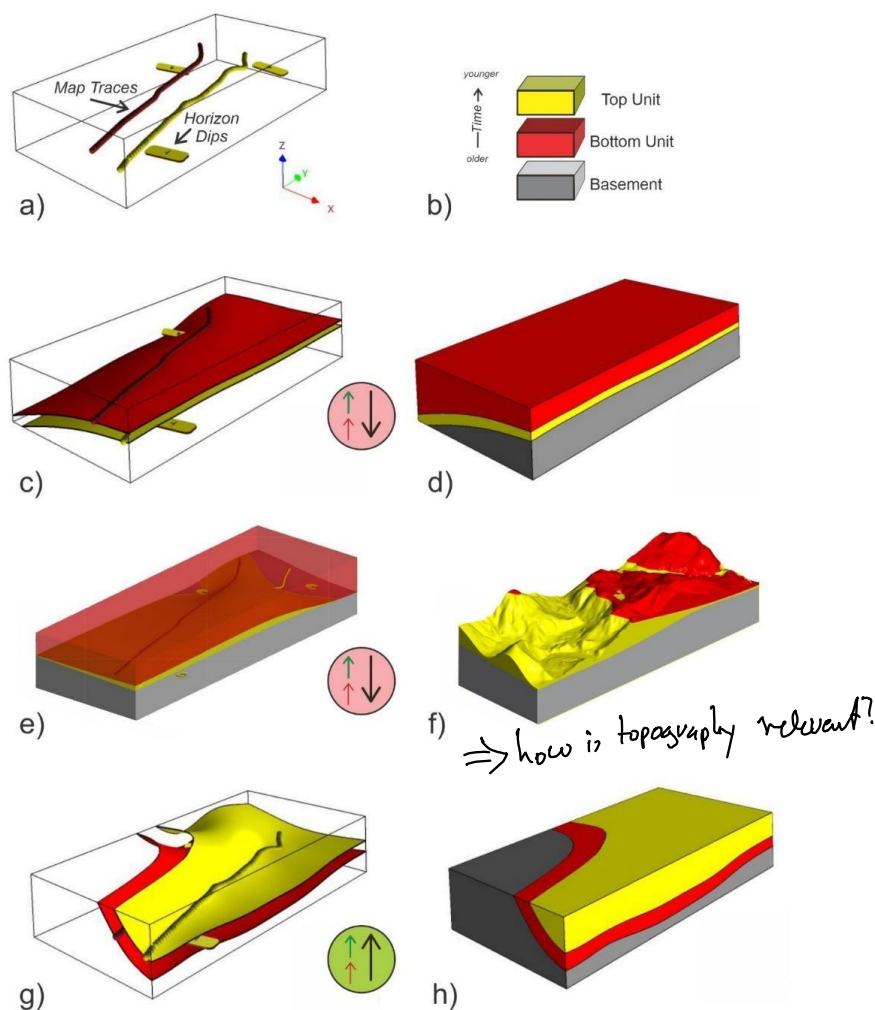 Map Traces
Horizon
Dips
Z
Y
X
a)
younger
Time
older
Top Unit
Bottom Unit
Basement
b)
c)
d)
e)
f)
⇒ how is topography relevant?
g)
h)